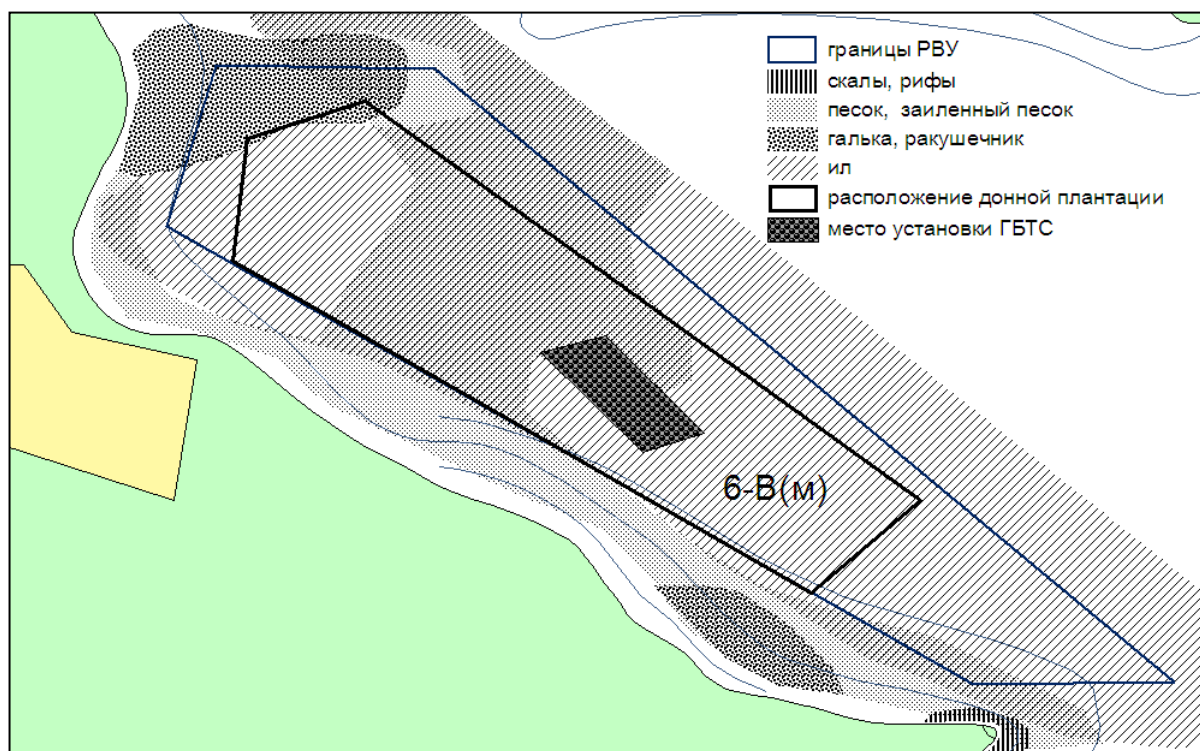 границы РВУ
скалы, рифы
песок, заиленный песок
галька, ракушечник
ил
расположение донной плантации
место установки ГБТС
6-В(м)